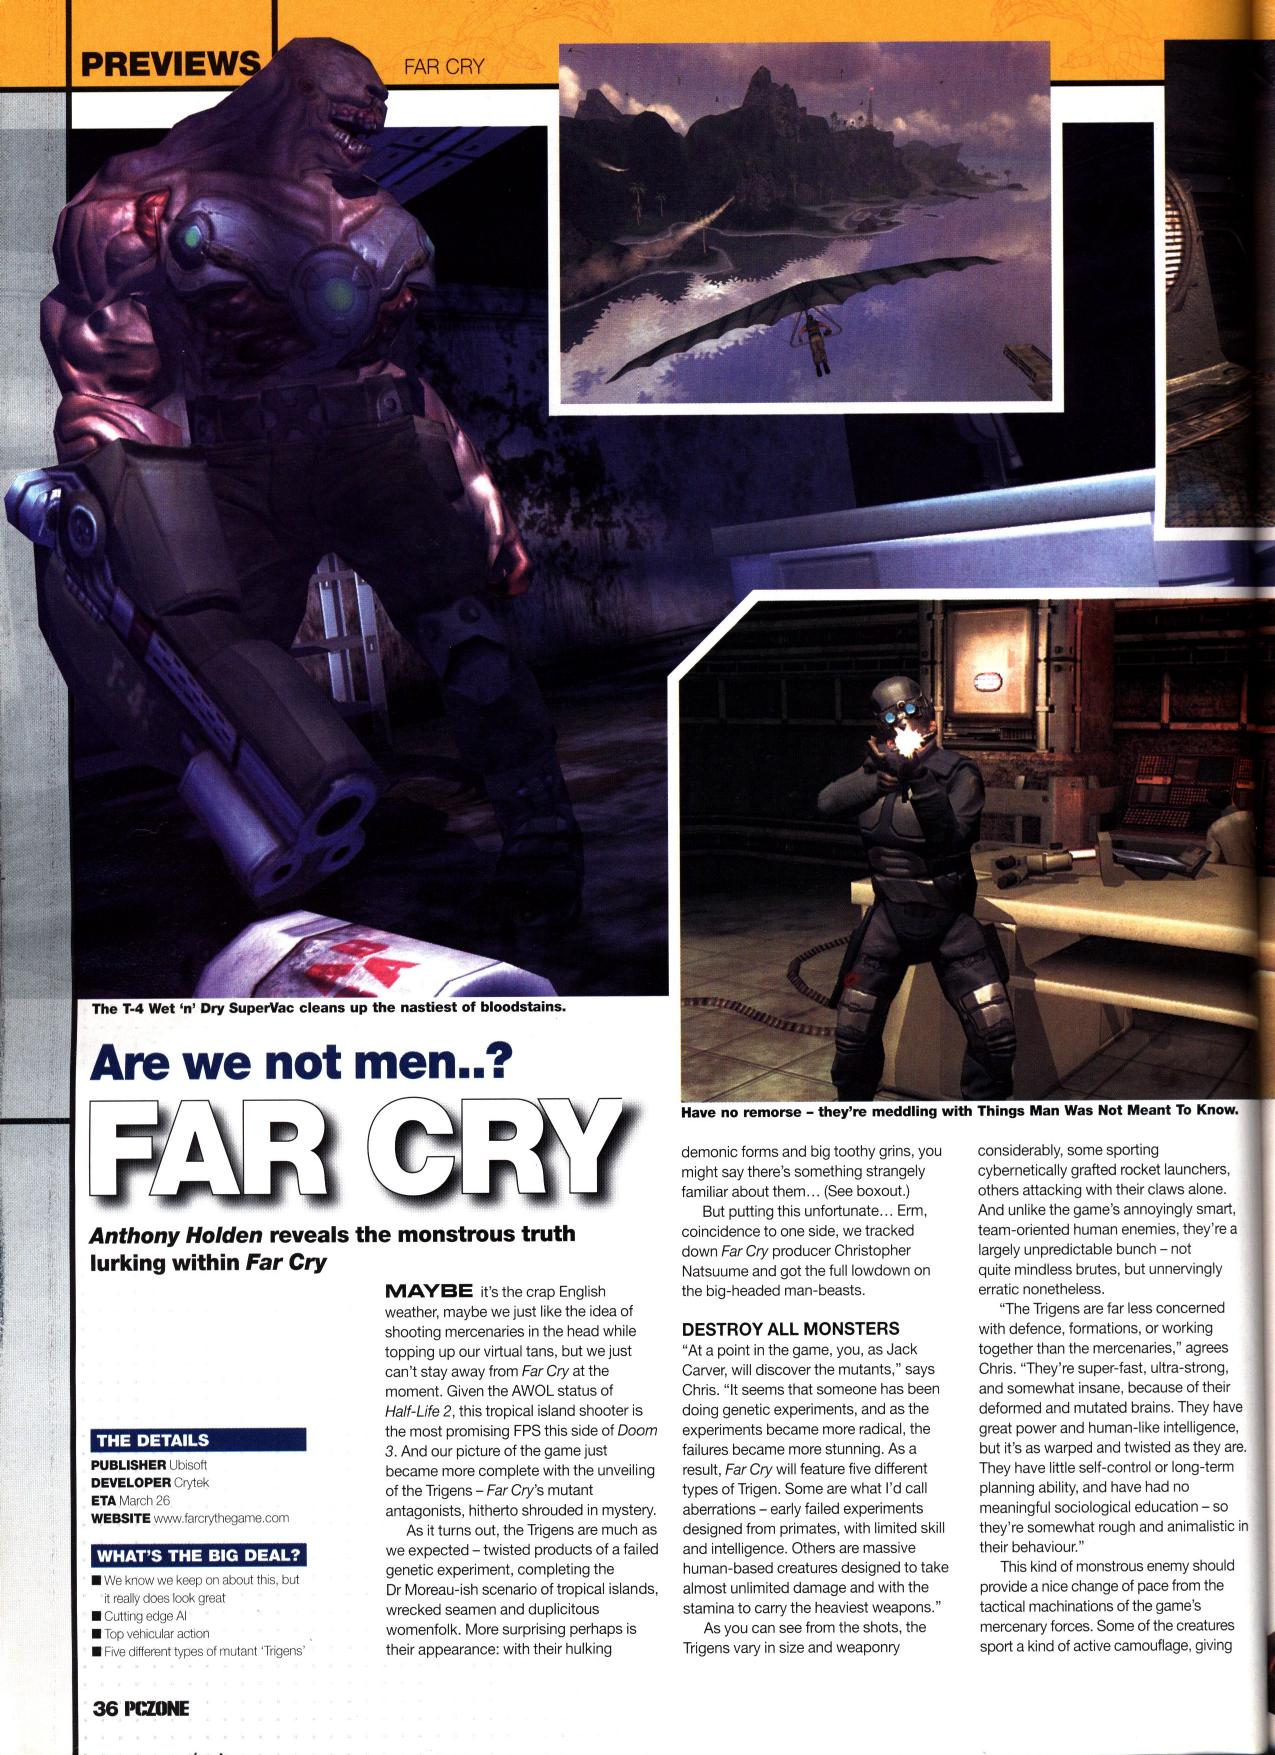 PREVIEWS
FAR CRY
The T-4 Wet 'n' Dry SuperVac cleans up the nastiest of bloodstains.
Have no remorse – they're meddling with Things Man Was Not Meant To Know.
Are we not men..?
FAR CRY
Anthony Holden reveals the monstrous truth
lurking within Far Cry
THE DETAILS
PUBLISHER Ubisoft
DEVELOPER Crytek
ETA March 26
WEBSITE www.farcrythegame.com
WHAT'S THE BIG DEAL?
■ We know we keep on about this, but
it really does look great
■ Cutting edge AI
■ Top vehicular action
■ Five different types of mutant 'Trigens'
MAYBE it's the crap English
weather, maybe we just like the idea of
shooting mercenaries in the head while
topping up our virtual tans, but we just
can't stay away from Far Cry at the
moment. Given the AWOL status of
Half-Life 2, this tropical island shooter is
the most promising FPS this side of Doom
3. And our picture of the game just
became more complete with the unveiling
of the Trigens – Far Cry's mutant
antagonists, hitherto shrouded in mystery.
As it turns out, the Trigens are much as
we expected – twisted products of a failed
genetic experiment, completing the
Dr Moreau-ish scenario of tropical islands,
wrecked seamen and duplicitous
womenfolk. More surprising perhaps is
their appearance: with their hulking
demonic forms and big toothy grins, you
might say there's something strangely
familiar about them... (See boxout.)
But putting this unfortunate... Erm,
coincidence to one side, we tracked
down Far Cry producer Christopher
Natsuume and got the full lowdown on
the big-headed man-beasts.
DESTROY ALL MONSTERS
"At a point in the game, you, as Jack
Carver, will discover the mutants," says
Chris. "It seems that someone has been
doing genetic experiments, and as the
experiments became more radical, the
failures became more stunning. As a
result, Far Cry will feature five different
types of Trigen. Some are what I'd call
aberrations – early failed experiments
designed from primates, with limited skill
and intelligence. Others are massive
human-based creatures designed to take
almost unlimited damage and with the
stamina to carry the heaviest weapons."
As you can see from the shots, the
Trigens vary in size and weaponry
considerably, some sporting
cybernetically grafted rocket launchers,
others attacking with their claws alone.
And unlike the game's annoyingly smart,
team-oriented human enemies, they're a
largely unpredictable bunch – not
quite mindless brutes, but unnervingly
erratic nonetheless.
"The Trigens are far less concerned
with defence, formations, or working
together than the mercenaries," agrees
Chris. "They're super-fast, ultra-strong,
and somewhat insane, because of their
deformed and mutated brains. They have
great power and human-like intelligence,
but it's as warped and twisted as they are.
They have little self-control or long-term
planning ability, and have had no
meaningful sociological education – so
they're somewhat rough and animalistic in
their behaviour."
This kind of monstrous enemy should
provide a nice change of pace from the
tactical machinations of the game's
mercenary forces. Some of the creatures
sport a kind of active camouflage, giving
36 PCZONE